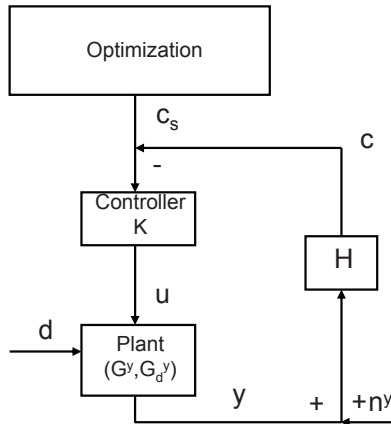 Optimization
c_s
c
-
Controller
K
H
u
d
Plant
(G^y,G_d^y)
y
+
+n^y